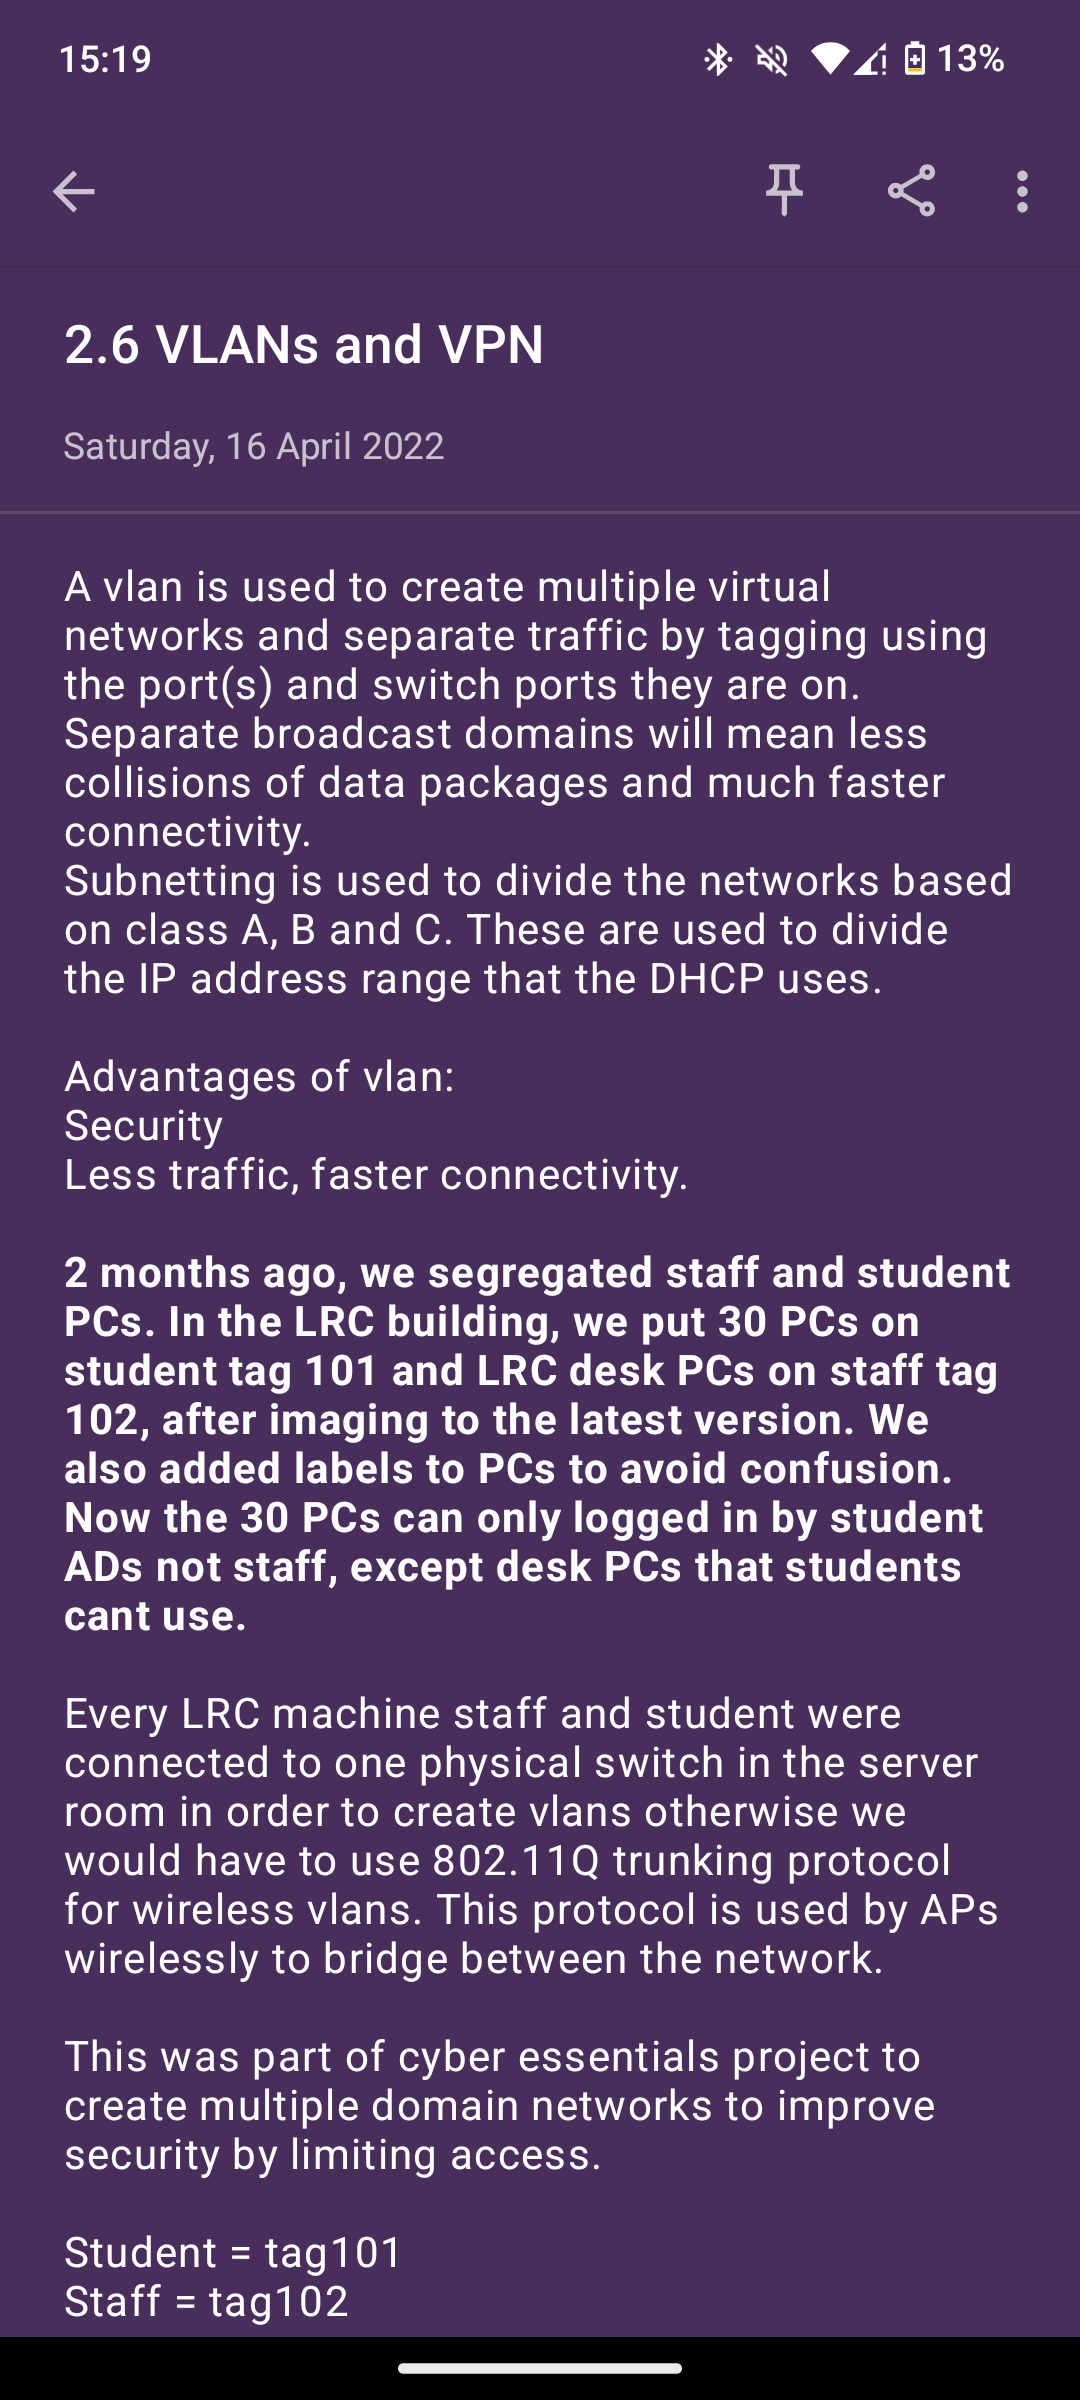 15:19
13%
2.6 VLANs and VPN
Saturday, 16 April 2022
A vlan is used to create multiple virtual
networks and separate traffic by tagging using
the port(s) and switch ports they are on.
Separate broadcast domains will mean less
collisions of data packages and much faster
connectivity.
Subnetting is used to divide the networks based
on class A, B and C. These are used to divide
the IP address range that the DHCP uses.
Advantages of vlan:
Security
Less traffic, faster connectivity.
2 months ago, we segregated staff and student
PCs. In the LRC building, we put 30 PCs on
student tag 101 and LRC desk PCs on staff tag
102, after imaging to the latest version. We
also added labels to PCs to avoid confusion.
Now the 30 PCs can only logged in by student
ADs not staff, except desk PCs that students
cant use.
Every LRC machine staff and student were
connected to one physical switch in the server
room in order to create vlans otherwise we
would have to use 802.11Q trunking protocol
for wireless vlans. This protocol is used by APs
wirelessly to bridge between the network.
This was part of cyber essentials project to
create multiple domain networks to improve
security by limiting access.
Student = tag101
Staff = tag102